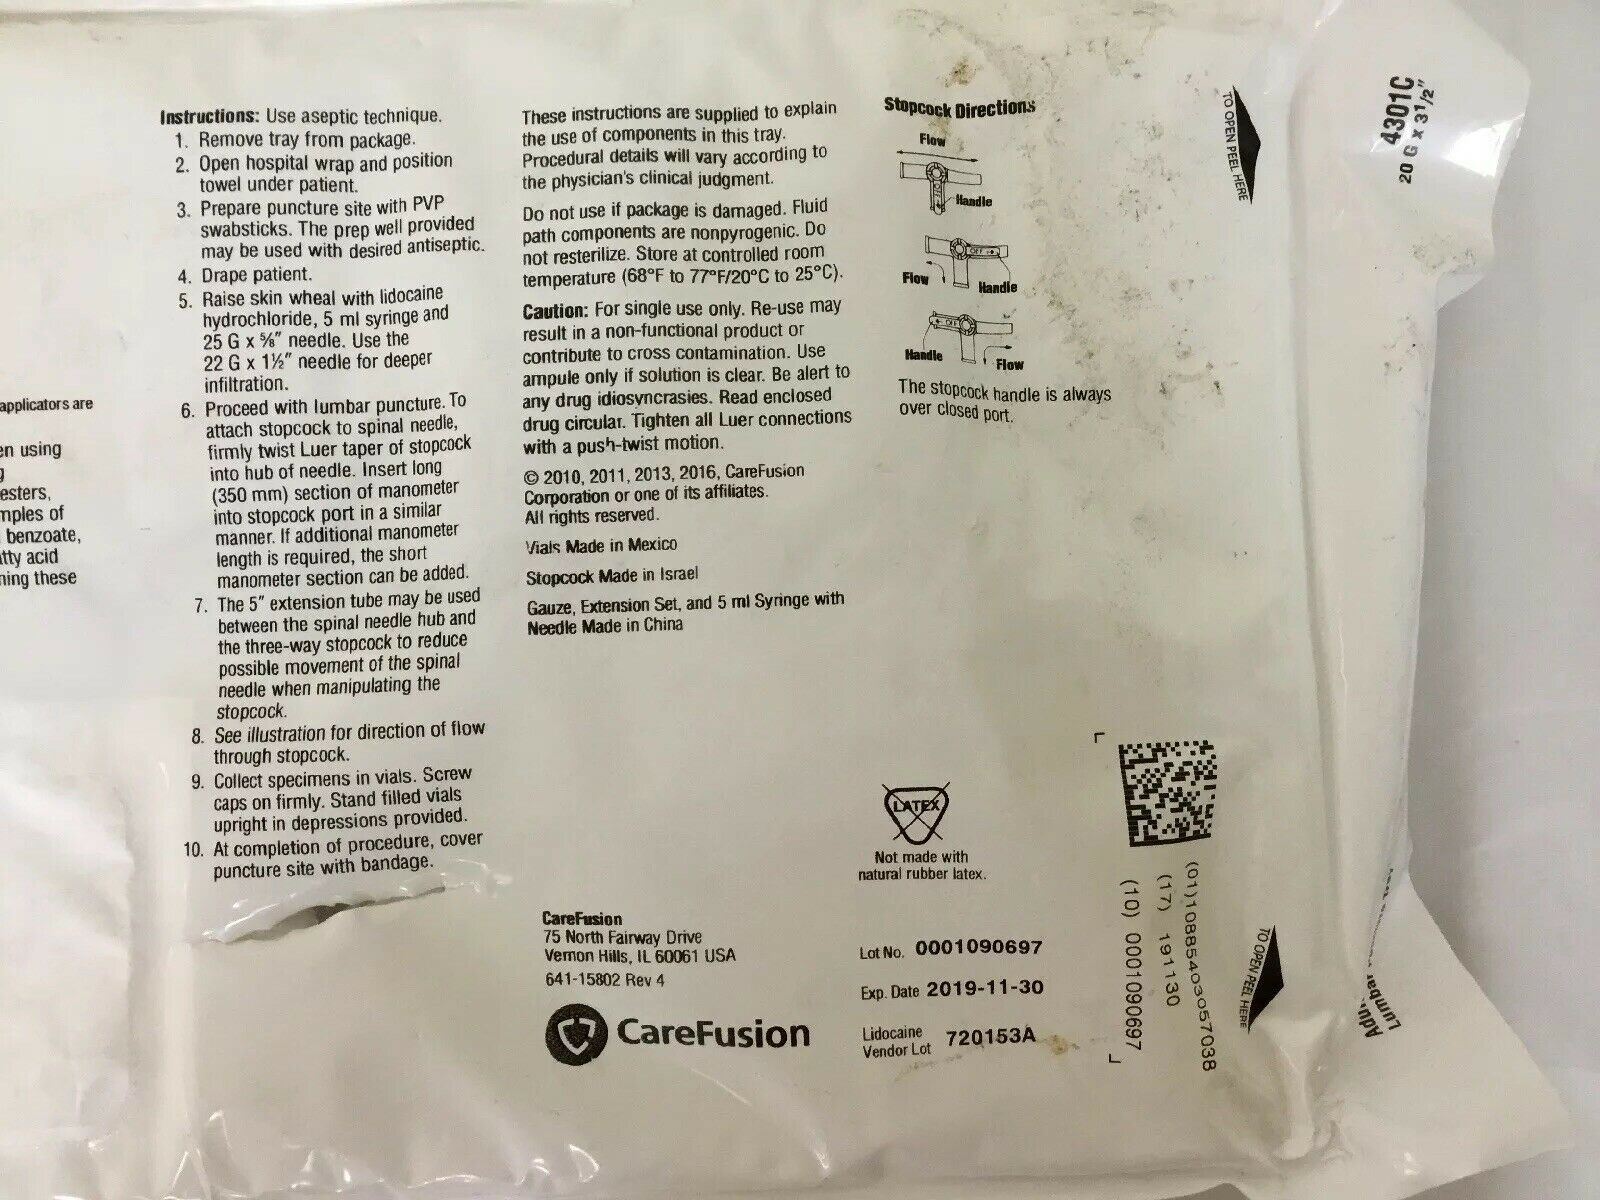 applicators are
en using
g
esters,
mples of
benzoate,
tty acid
ning these
Instructions: Use aseptic technique.
1. Remove tray from package.
2. Open hospital wrap and position
towel under patient.
3. Prepare puncture site with PVP
swabsticks. The prep well provided
may be used with desired antiseptic.
4. Drape patient.
5. Raise skin wheal with lidocaine
hydrochloride, 5 ml syringe and
25 G x ⅝" needle. Use the
22 G x 1½" needle for deeper
infiltration.
6. Proceed with lumbar puncture. To
attach stopcock to spinal needle,
firmly twist Luer taper of stopcock
into hub of needle. Insert long
(350 mm) section of manometer
into stopcock port in a similar
manner. If additional manometer
length is required, the short
manometer section can be added.
7. The 5" extension tube may be used
between the spinal needle hub and
the three-way stopcock to reduce
possible movement of the spinal
needle when manipulating the
stopcock.
8. See illustration for direction of flow
through stopcock.
9. Collect specimens in vials. Screw
caps on firmly. Stand filled vials
upright in depressions provided.
10. At completion of procedure, cover
puncture site with bandage.
These instructions are supplied to explain
the use of components in this tray.
Procedural details will vary according to
the physician's clinical judgment.
Do not use if package is damaged. Fluid
path components are nonpyrogenic. Do
not resterilize. Store at controlled room
temperature (68°F to 77°F/20°C to 25°C).
Caution: For single use only. Re-use may
result in a non-functional product or
contribute to cross contamination. Use
ampule only if solution is clear. Be alert to
any drug idiosyncrasies. Read enclosed
drug circular. Tighten all Luer connections
with a push-twist motion.
© 2010, 2011, 2013, 2016, CareFusion
Corporation or one of its affiliates.
All rights reserved.
Vials Made in Mexico
Stopcock Made in Israel
Gauze, Extension Set, and 5 ml Syringe with
Needle Made in China
CareFusion
75 North Fairway Drive
Vernon Hills, IL 60061 USA
641-15802 Rev 4
CareFusion
Stopcock Directions
Flow
Handle
OFF
Flow
Handle
OFF
Handle
Flow
The stopcock handle is always
over closed port.
LATEX
Not made with
natural rubber latex.
Lot No. 0001090697
Exp. Date 2019-11-30
Lidocaine
Vendor Lot 720153A
(01)10885403057038
(17) 191130
(10) 0001090697
TO OPEN PEEL HERE
TO OPEN PEEL HERE
4301C
20 G x 3½"
Lumbar